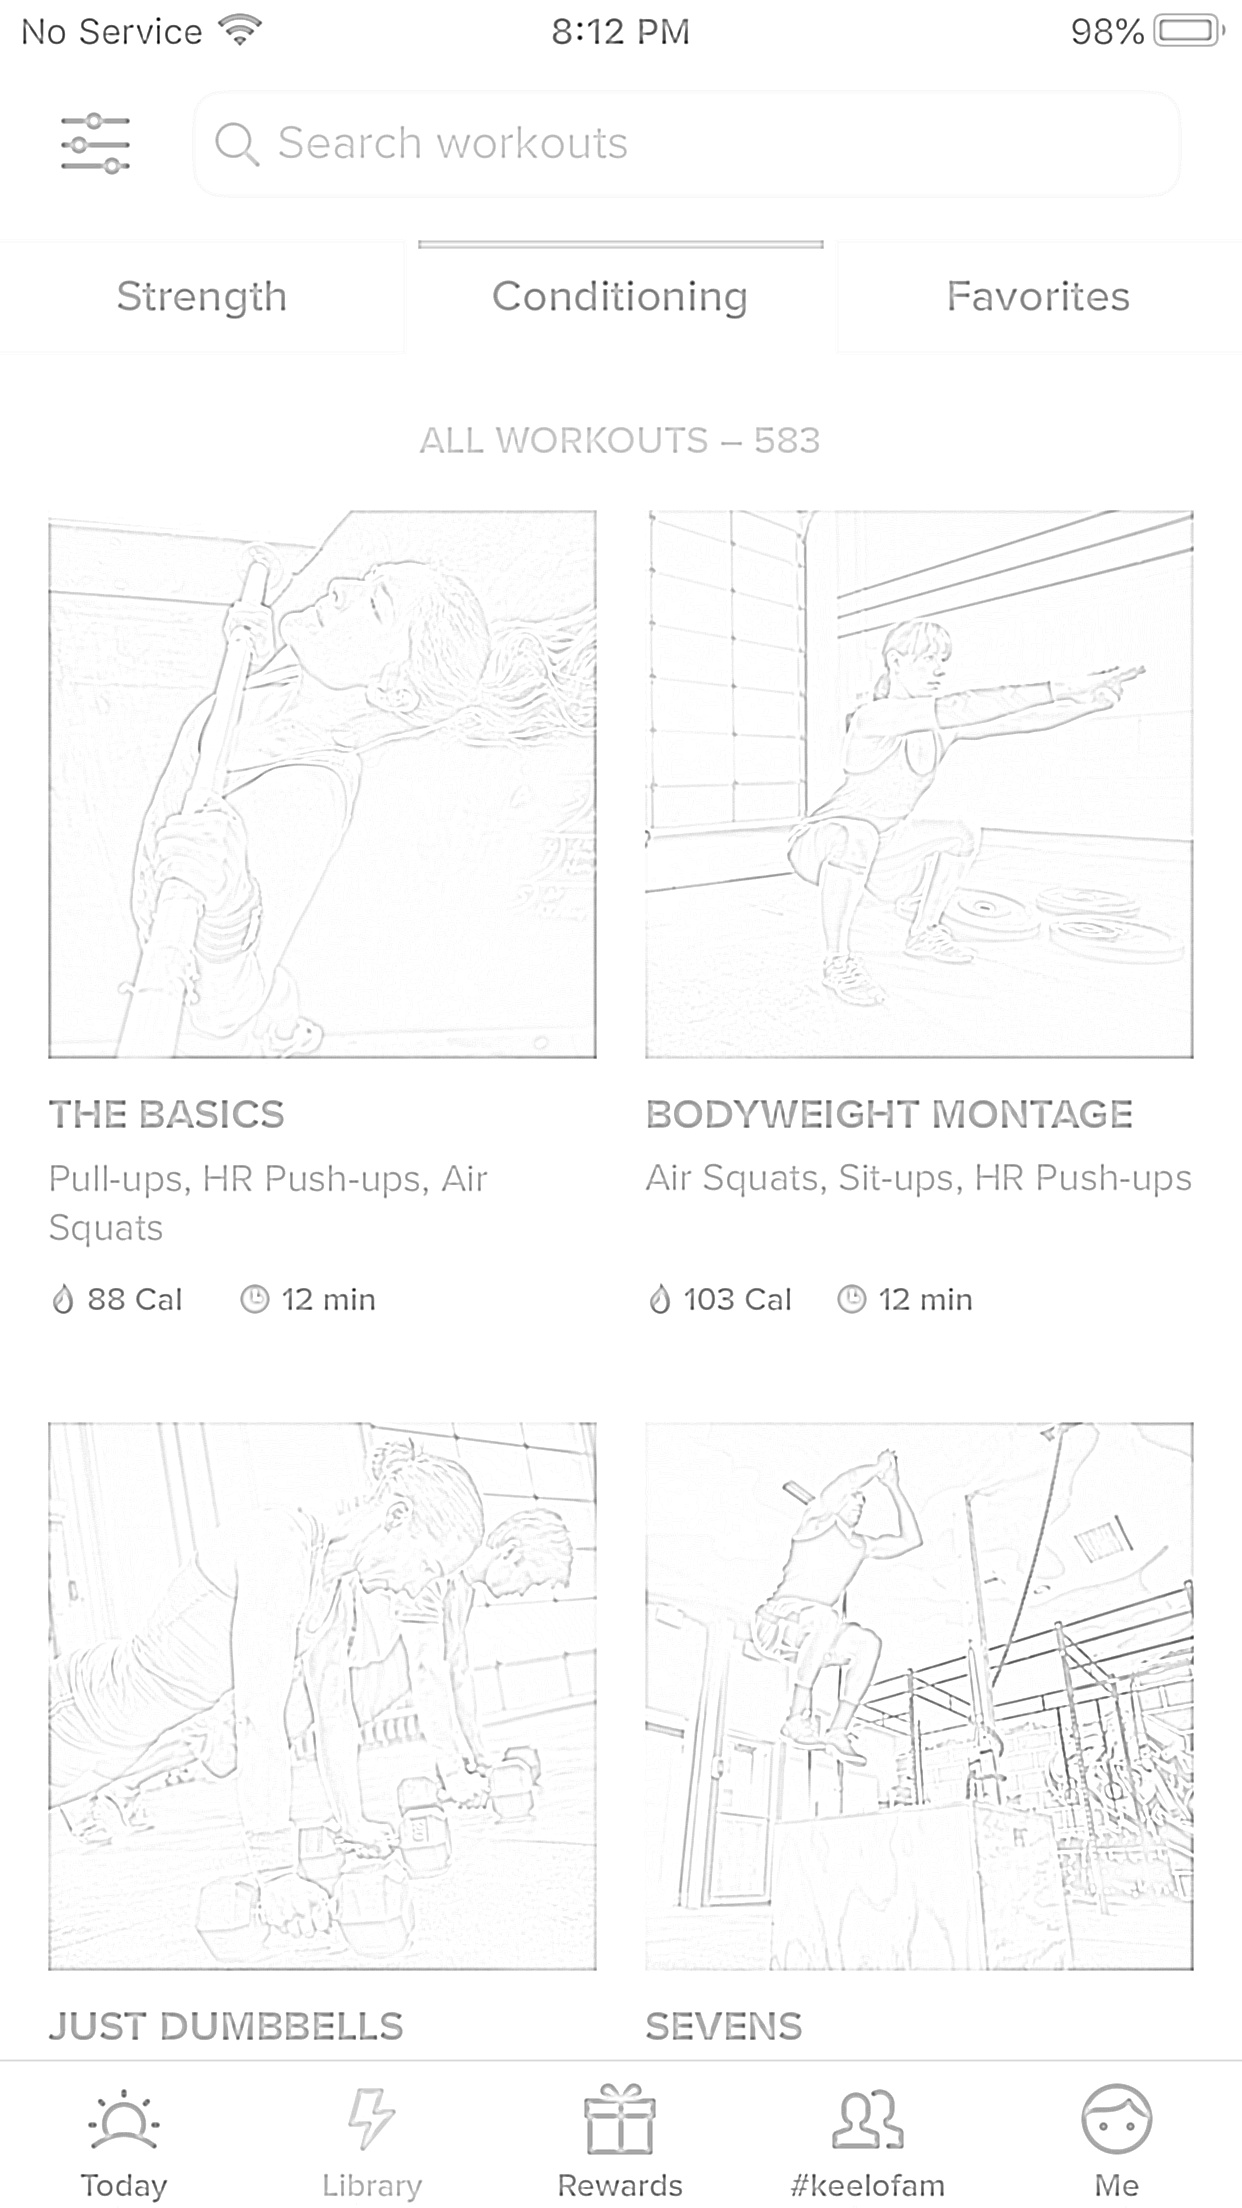 No Service 8:12 PM 98%
Search workouts
Strength Conditioning Favorites
ALL WORKOUTS – 583
THE BASICS
Pull-ups, HR Push-ups, Air
Squats
88 Cal 12 min
BODYWEIGHT MONTAGE
Air Squats, Sit-ups, HR Push-ups
103 Cal 12 min
JUST DUMBBELLS
SEVENS
Today Library Rewards #keelofam Me